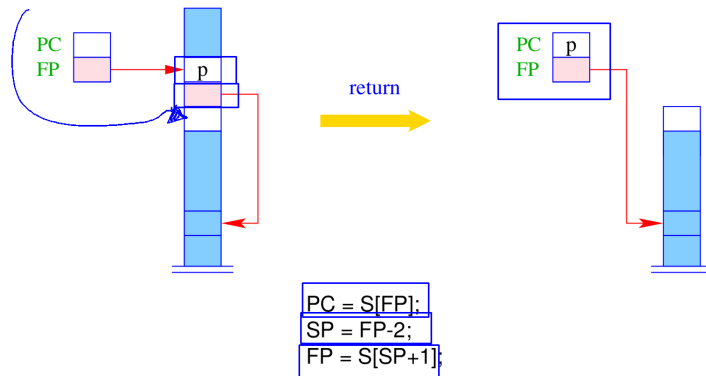 PC
FP
p
return
PC
FP
p
PC = S[FP];
SP = FP-2;
FP = S[SP+1];